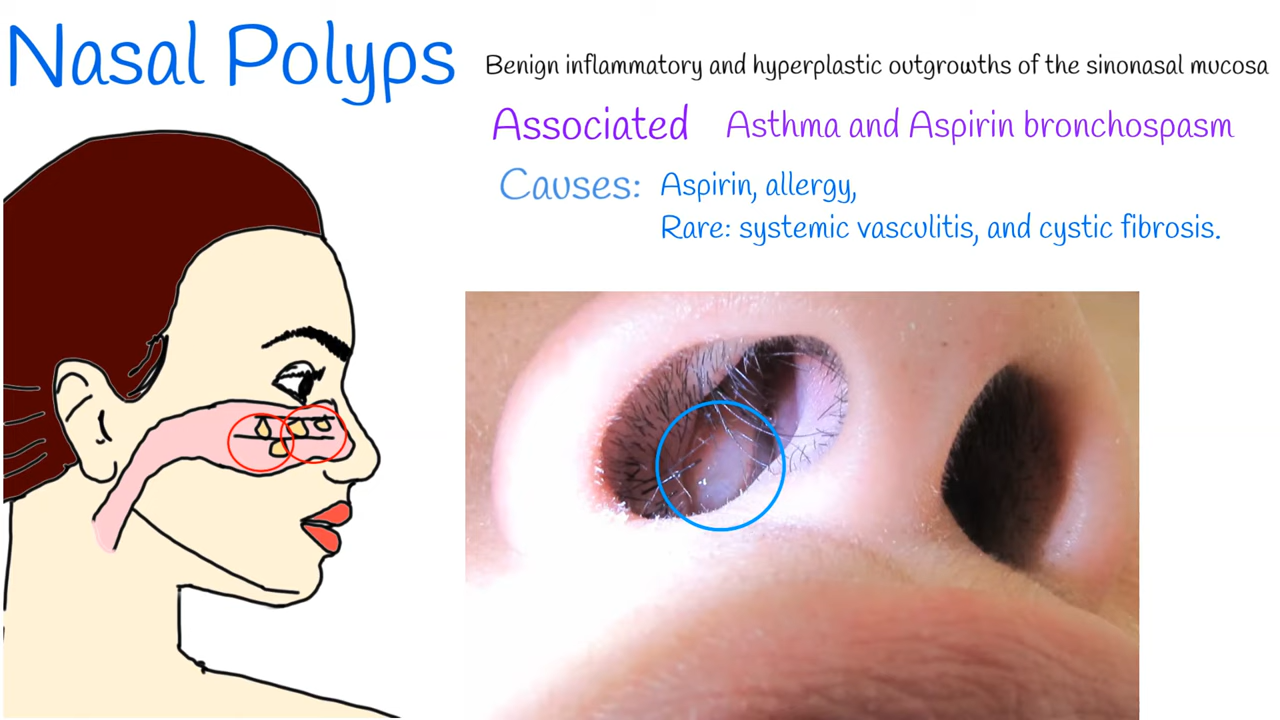 Nasal Polyps
Benign inflammatory and hyperplastic outgrowths of the sinonasal mucosa
Associated Asthma and Aspirin bronchospasm
Causes: Aspirin, allergy,
Rare: systemic vasculitis, and cystic fibrosis.